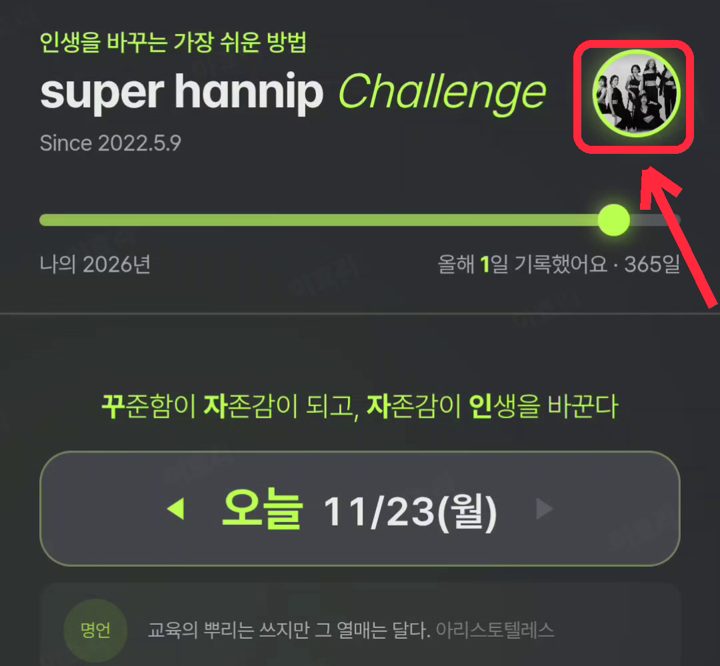 인생을 바꾸는 가장 쉬운 방법
super hannip Challenge
Since 2022.5.9
나의 2026년
올해 1일 기록했어요 · 365일
꾸준함이 자존감이 되고, 자존감이 인생을 바꾼다
오늘 11/23(월)
명언 교육의 뿌리는 쓰지만 그 열매는 달다. 아리스토텔레스